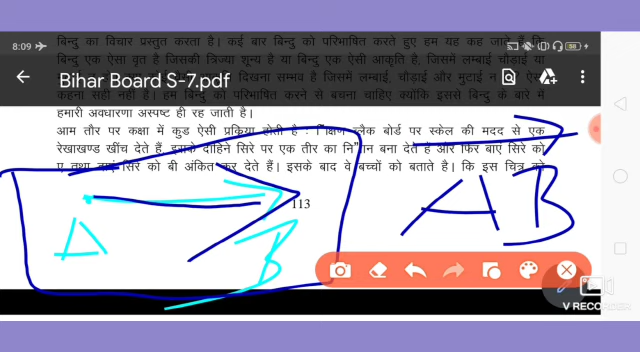 बिन्दु का विचार प्रस्तुत करता है। कई बार बिन्दु को परिभाषित करते हुए हम यह कह जाते हैं कि
8:09
58
बिन्दु एक ऐसा वृत है जिसकी त्रिज्या शून्य है या बिन्दु एक ऐसी आकृति है, जिसमें लम्बाई चौड़ाई या
दिखना सम्भव है जिसमें लम्बाई, चौड़ाई और मुटाई न
Bihar Board S-7.pdf
कहना सही नहीं है। हम बिन्दु को परिभाषित करने से बचना चाहिए क्योंकि इससे बिन्दु के बारे में
हमारी अवधारणा अस्पष्ट ही रह जाती है।
आम तौर पर कक्षा में कुछ ऐसी प्रक्रिया होती है : ब्लैक बोर्ड पर स्केल की मदद से एक
रेखाखण्ड खींच देते हैं, इसके दाहिने सिरे पर एक तीर का बना देते हैं और फिर बाएं सिरे को
ए तथा सिरे को बी अंकित कर देते हैं। इसके बाद वे बच्चों को बताते है। कि इस चित्र को
113
A B
AB
V RECORDER